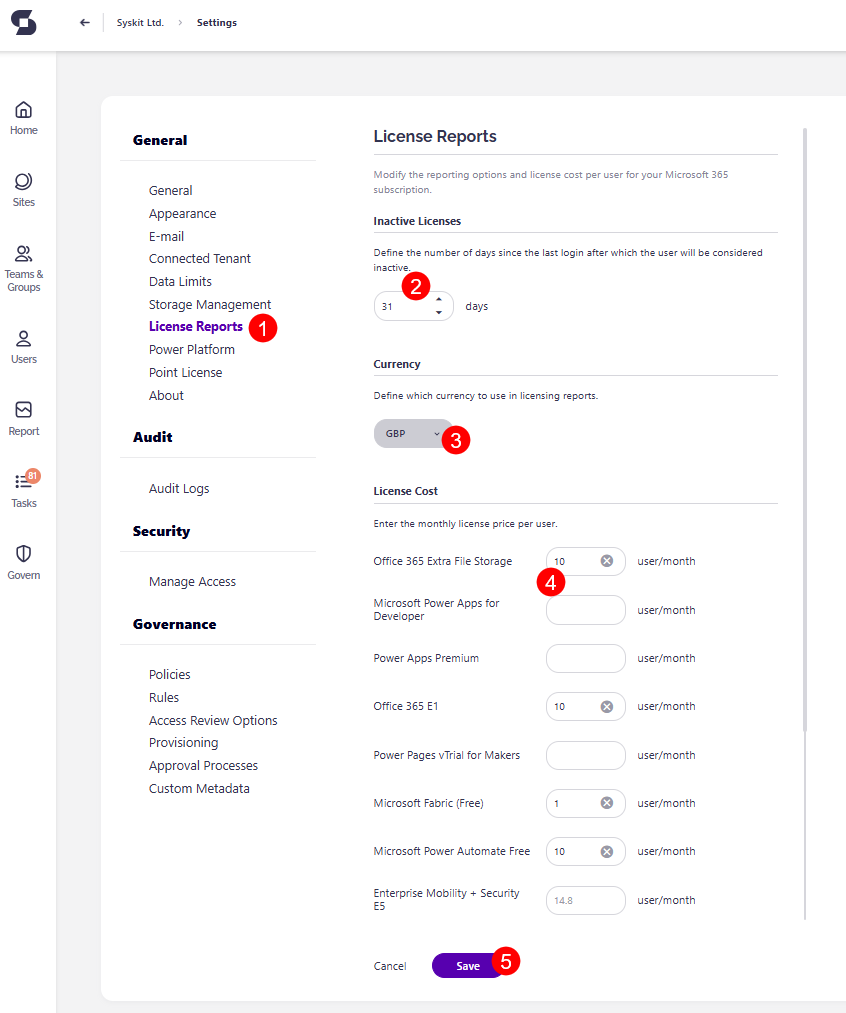 Syskit Ltd. > Settings
Home
Sites
Teams &
Groups
Users
Report
81
Tasks
Govern
General
General
Appearance
E-mail
Connected Tenant
Data Limits
Storage Management
License Reports 1
Power Platform
Point License
About
Audit
Audit Logs
Security
Manage Access
Governance
Policies
Rules
Access Review Options
Provisioning
Approval Processes
Custom Metadata
License Reports
Modify the reporting options and license cost per user for your Microsoft 365
subscription.
Inactive Licenses
Define the number of days since the last login after which the user will be considered
inactive.
2
31 days
Currency
Define which currency to use in licensing reports.
GBP 3
License Cost
Enter the monthly license price per user.
Office 365 Extra File Storage 10 user/month
4
Microsoft Power Apps for
Developer user/month
Power Apps Premium user/month
Office 365 E1 10 user/month
Power Pages vTrial for Makers user/month
Microsoft Fabric (Free) 1 user/month
Microsoft Power Automate Free 10 user/month
Enterprise Mobility + Security
E5 14.8 user/month
Cancel Save 5